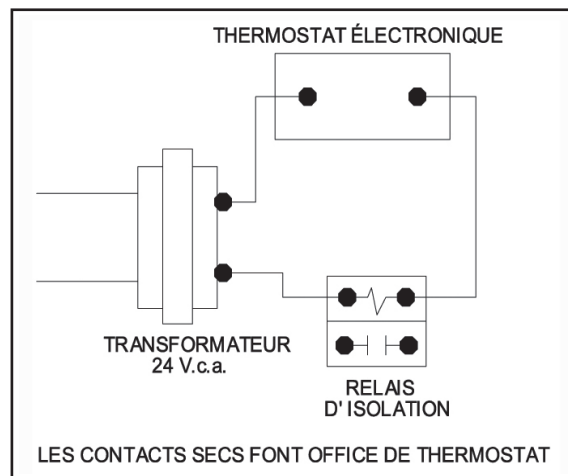 THERMOSTAT ÉLECTRONIQUE
TRANSFORMATEUR
24 V.c.a.
RELAIS
D' ISOLATION
LES CONTACTS SECS FONT OFFICE DE THERMOSTAT